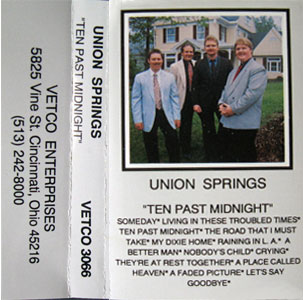 VETCO ENTERPRISES
5825 Vine St. Cincinnati, Ohio 45216
(513) 242-8000
UNION SPRINGS
"TEN PAST MIDNIGHT"
VETCO 3066
UNION SPRINGS
"TEN PAST MIDNIGHT"
SOMEDAY* LIVING IN THESE TROUBLED TIMES*
TEN PAST MIDNIGHT* THE ROAD THAT I MUST
TAKE* MY DIXIE HOME* RAINING IN L. A.* A
BETTER MAN* NOBODY'S CHILD* CRYING*
THEY'RE AT REST TOGETHER* A PLACE CALLED
HEAVEN* A FADED PICTURE* LET'S SAY
GOODBYE*